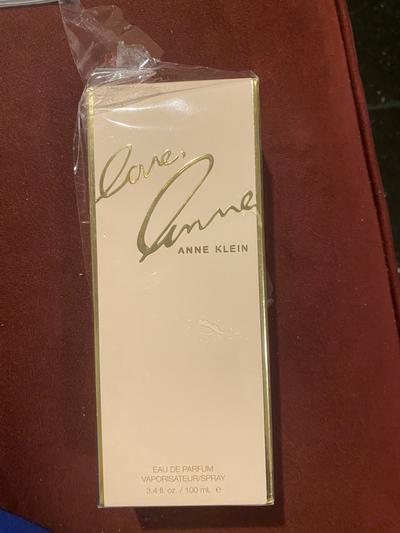 love,
Anne
ANNE KLEIN
EAU DE PARFUM
VAPORISATEUR/SPRAY
3.4 fl. oz. / 100 mL ℮